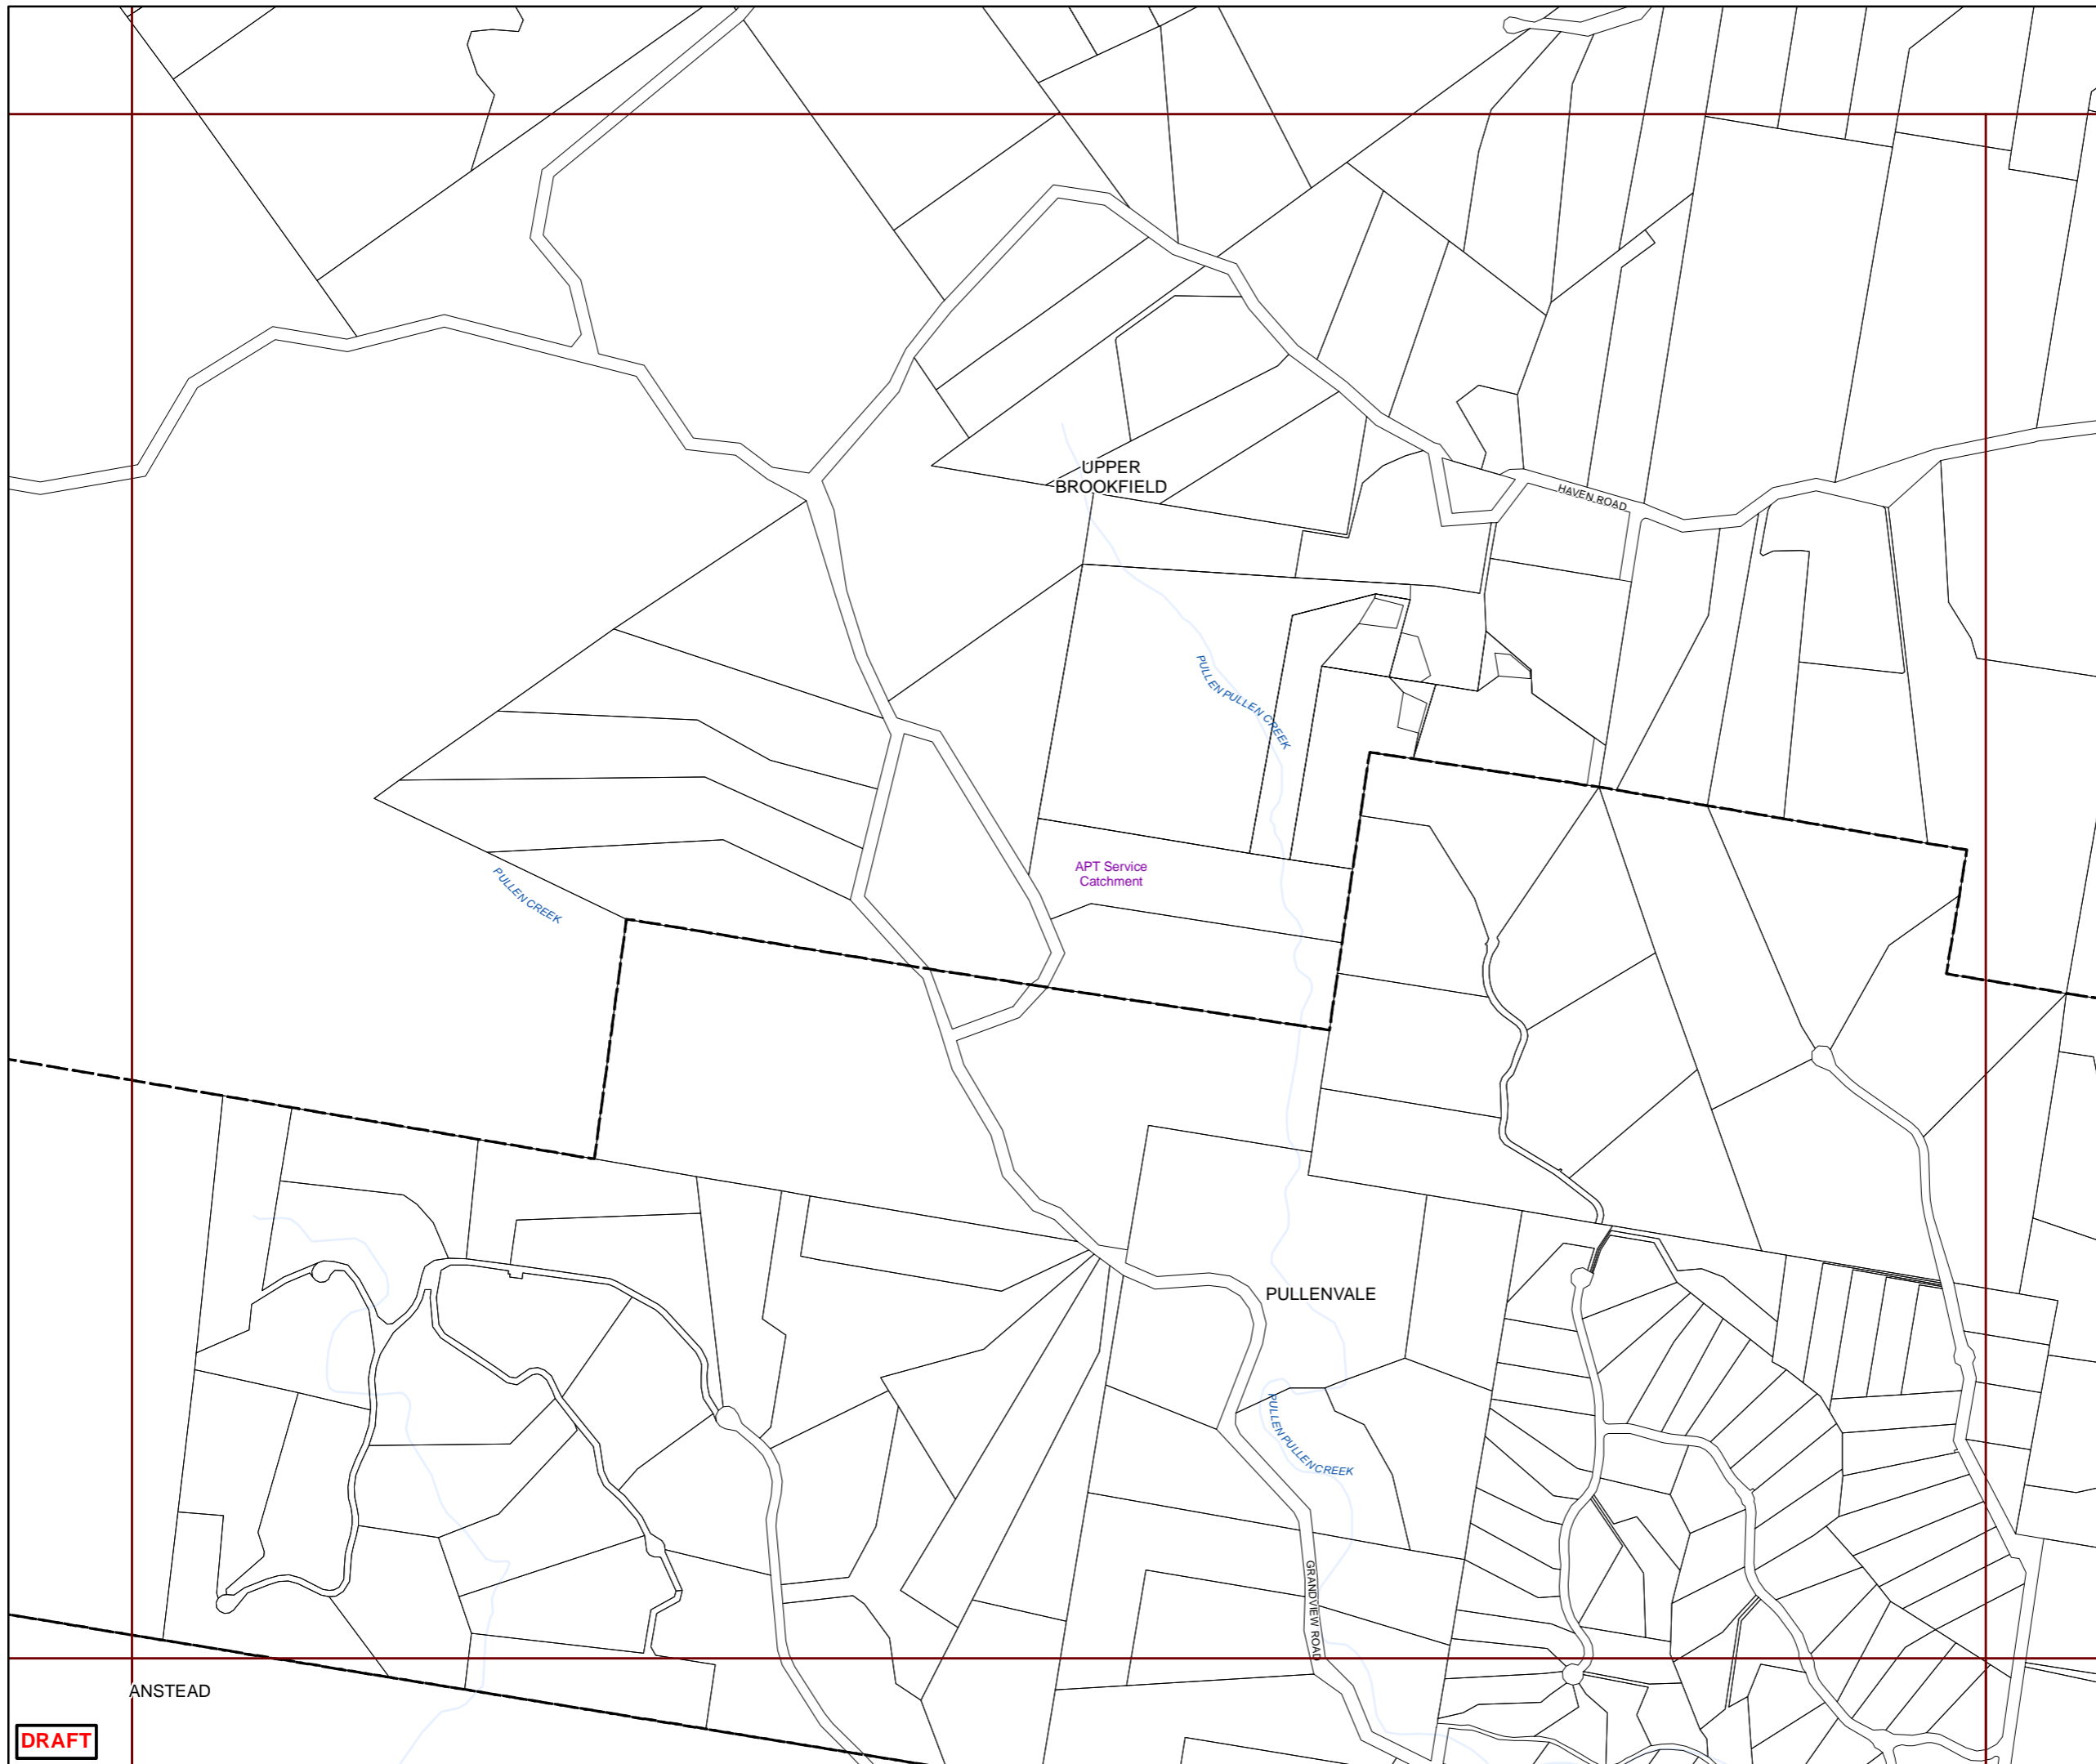 UPPER
BROOKFIELD
HAVEN ROAD
PULLEN PULLEN CREEK
APT Service
Catchment
PULLEN CREEK
PULLENVALE
PULLEN PULLEN CREEK
GRANDVIEW ROAD
ANSTEAD
DRAFT